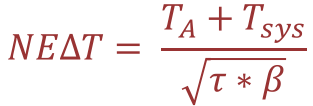 NEΔT = (T_A + T_sys) / √(τ * β)